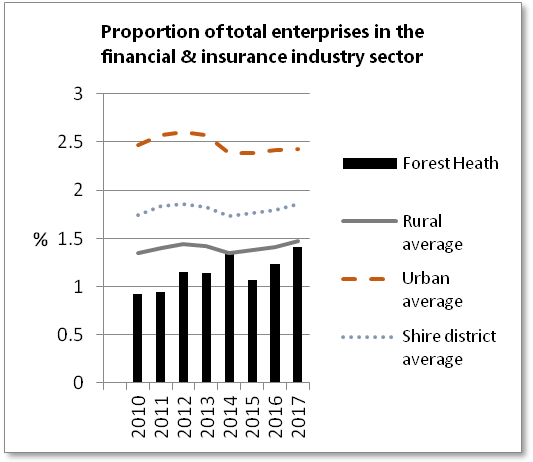 Proportion of total enterprises in the
financial & insurance industry sector
3
2.5
2
1.5
1
0.5
0
%
2010
2011
2012
2013
2014
2015
2016
2017
Forest Heath
Rural
average
Urban
average
Shire district
average